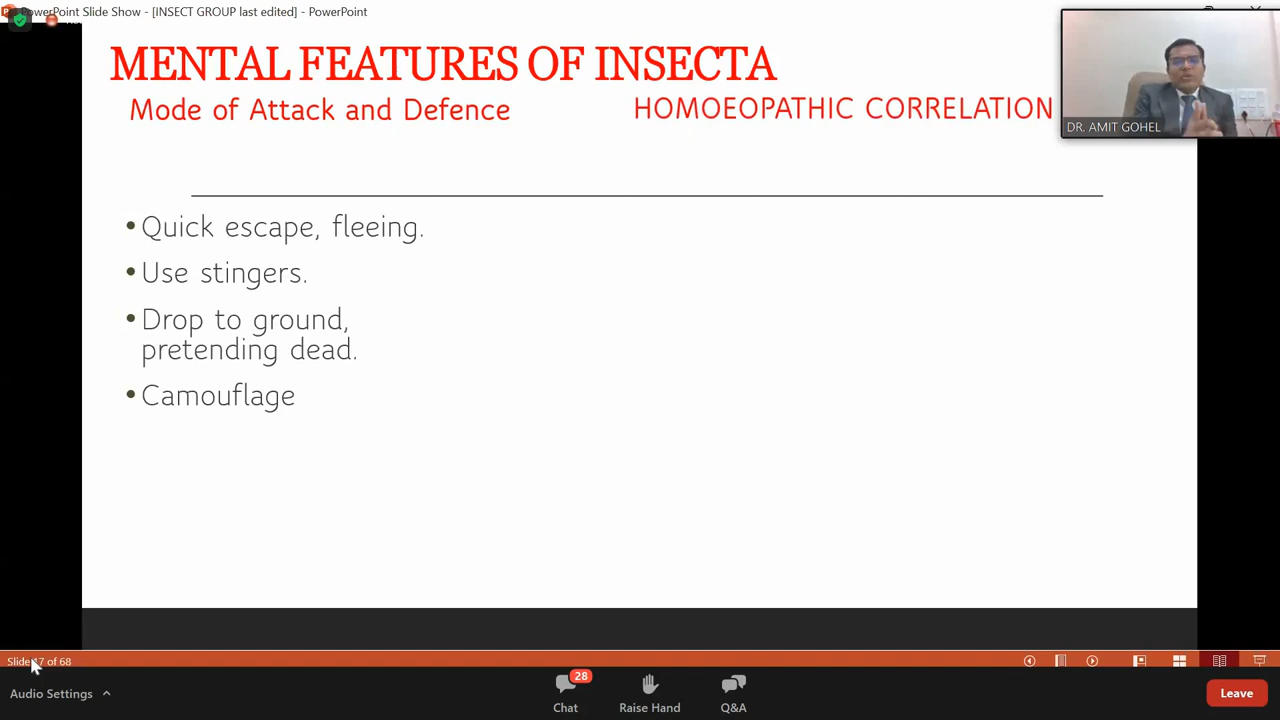 PowerPoint Slide Show - [INSECT GROUP last edited] - PowerPoint
MENTAL FEATURES OF INSECTA
Mode of Attack and Defence
HOMOEOPATHIC CORRELATION
DR. AMIT GOHEL
• Quick escape, fleeing.
• Use stingers.
• Drop to ground,
pretending dead.
• Camouflage
of 68
Audio Settings
28
Chat
Raise Hand
Q&A
Leave